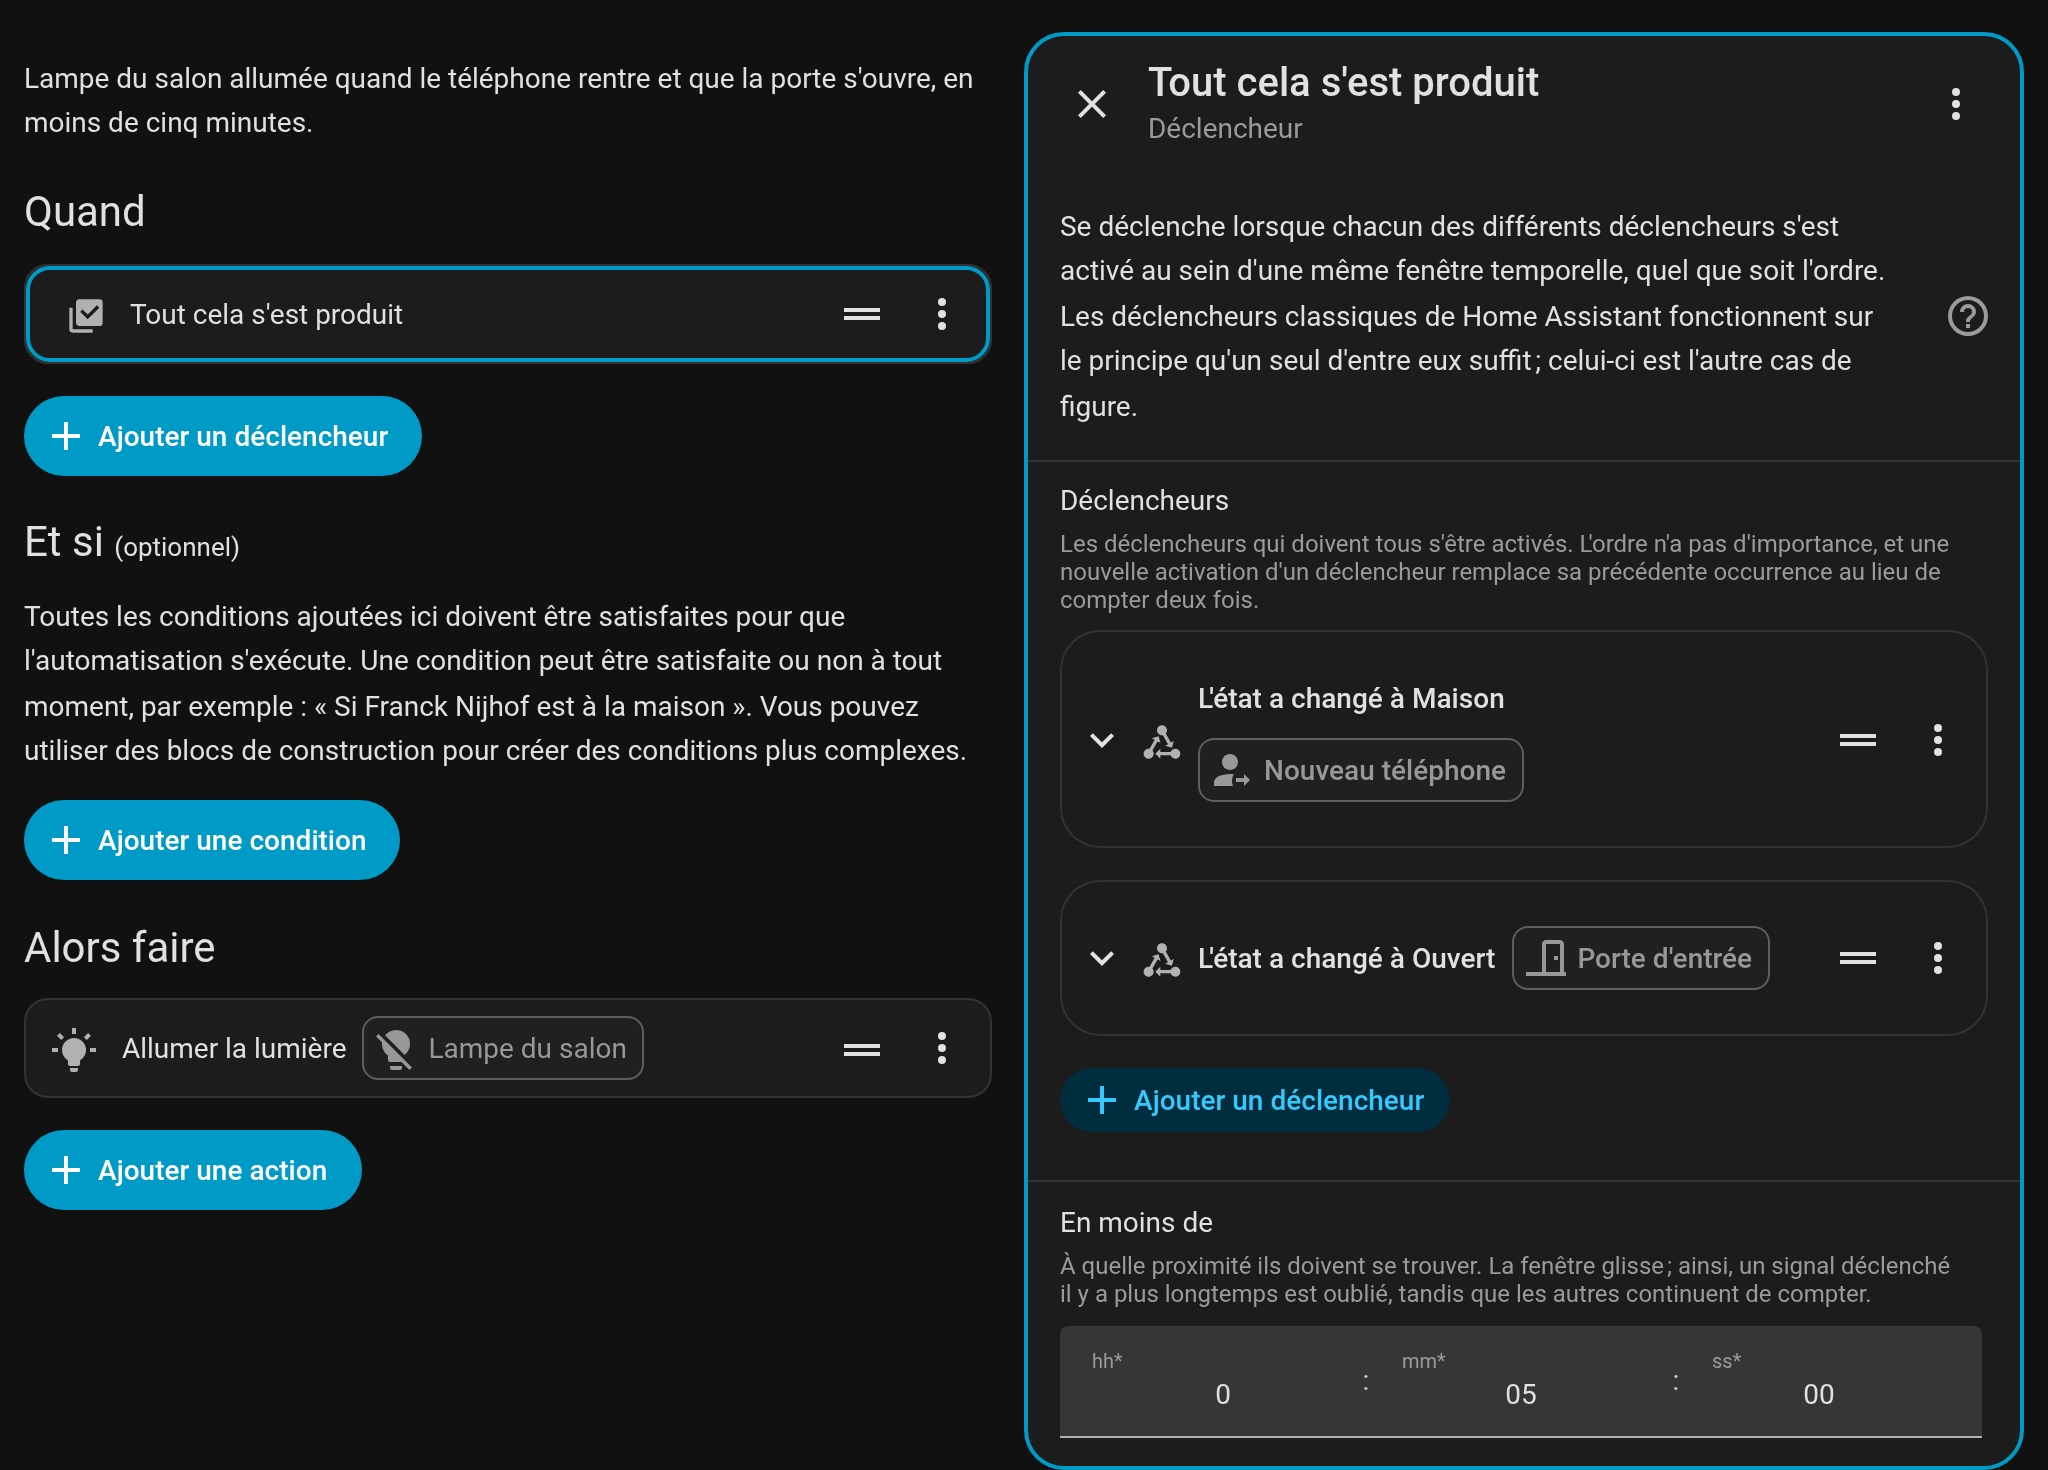 Lampe du salon allumée quand le téléphone rentre et que la porte s'ouvre, en
moins de cinq minutes.
Quand
Tout cela s'est produit
Ajouter un déclencheur
Et si (optionnel)
Toutes les conditions ajoutées ici doivent être satisfaites pour que
l'automatisation s'exécute. Une condition peut être satisfaite ou non à tout
moment, par exemple : « Si Franck Nijhof est à la maison ». Vous pouvez
utiliser des blocs de construction pour créer des conditions plus complexes.
Ajouter une condition
Alors faire
Allumer la lumière Lampe du salon
Ajouter une action
Tout cela s'est produit
Déclencheur
Se déclenche lorsque chacun des différents déclencheurs s'est
activé au sein d'une même fenêtre temporelle, quel que soit l'ordre.
Les déclencheurs classiques de Home Assistant fonctionnent sur
le principe qu'un seul d'entre eux suffit ; celui-ci est l'autre cas de
figure.
Déclencheurs
Les déclencheurs qui doivent tous s'être activés. L'ordre n'a pas d'importance, et une
nouvelle activation d'un déclencheur remplace sa précédente occurrence au lieu de
compter deux fois.
L'état a changé à Maison
Nouveau téléphone
L'état a changé à Ouvert Porte d'entrée
Ajouter un déclencheur
En moins de
À quelle proximité ils doivent se trouver. La fenêtre glisse ; ainsi, un signal déclenché
il y a plus longtemps est oublié, tandis que les autres continuent de compter.
hh* mm* ss*
0 : 05 : 00